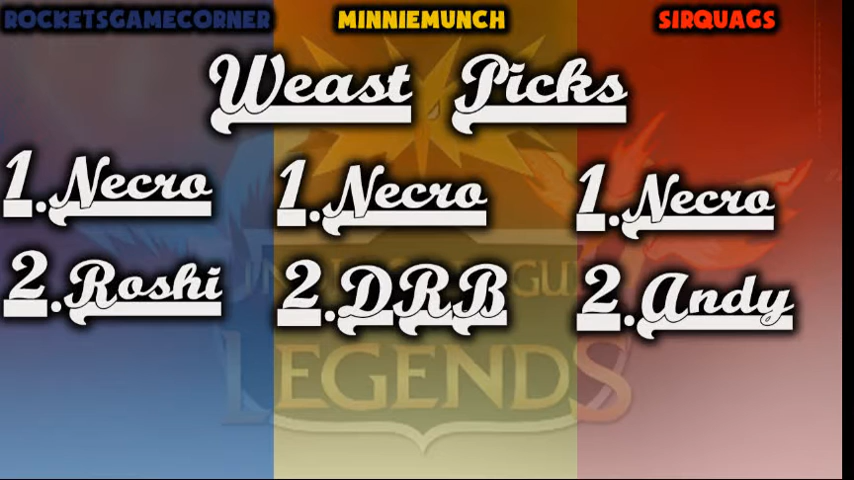 ROCKETSGAMECORNER MINNIEMUNCH SIRQUAGS
Weast Picks
1.Necro 1.Necro 1.Necro
2.Roshi 2.DRB 2.Andy
LEGENDS